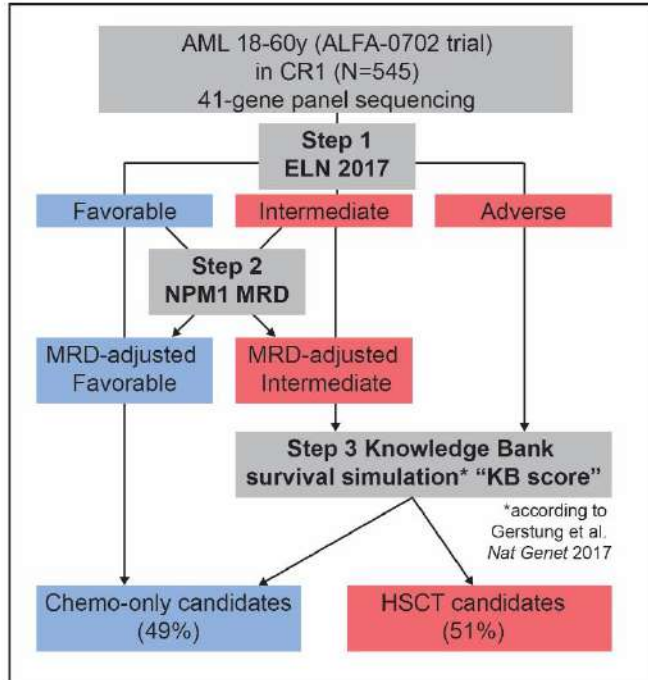 AML 18-60y (ALFA-0702 trial)
in CR1 (N=545)
41-gene panel sequencing
Step 1
ELN 2017
Favorable
Intermediate
Adverse
Step 2
NPM1 MRD
MRD-adjusted
Favorable
MRD-adjusted
Intermediate
Step 3 Knowledge Bank
survival simulation* “KB score”
*according to
Gerstung et al.
Nat Genet 2017
Chemo-only candidates
(49%)
HSCT candidates
(51%)